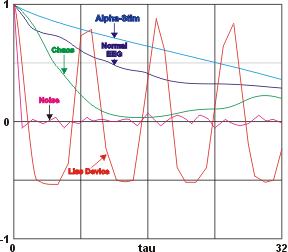 1
Alpha-Stim
Normal
EEG
Chaos
Noise
0
Liss Device
-1
0 tau 32